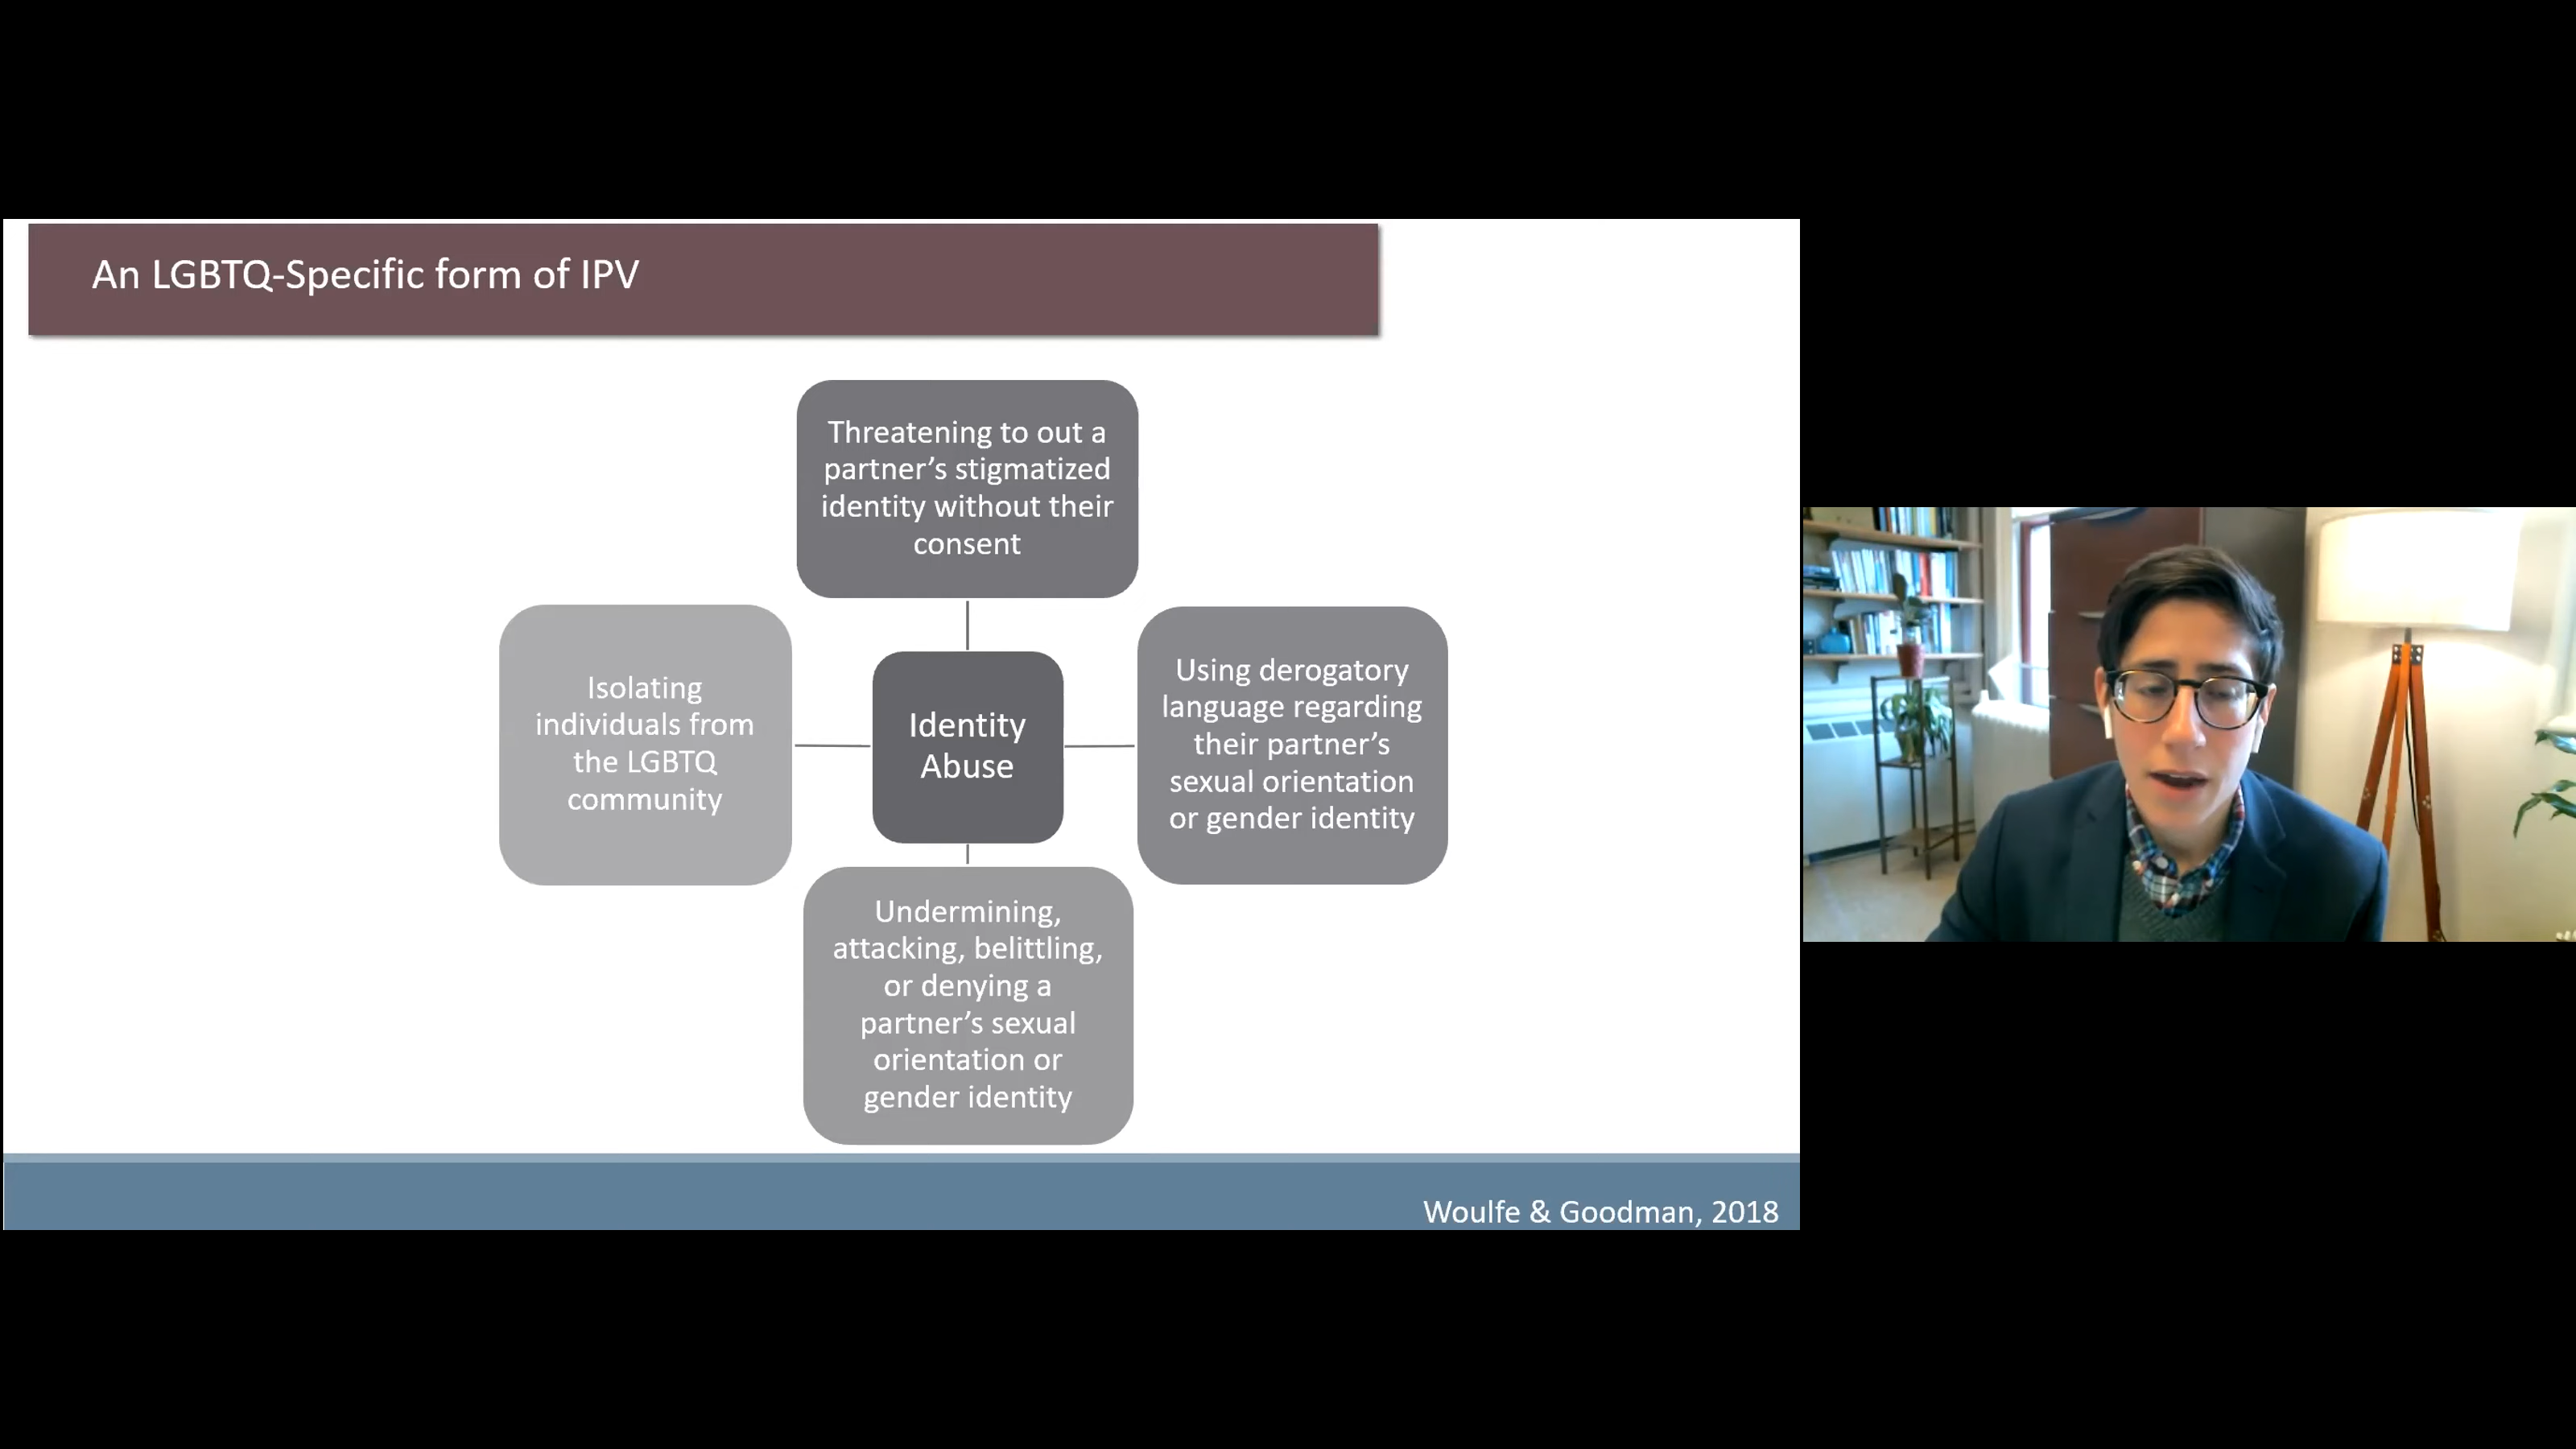 An LGBTQ-Specific form of IPV
Threatening to out a
partner’s stigmatized
identity without their
consent
Isolating
individuals from
the LGBTQ
community
Identity
Abuse
Using derogatory
language regarding
their partner’s
sexual orientation
or gender identity
Undermining,
attacking, belittling,
or denying a
partner’s sexual
orientation or
gender identity
Woulfe & Goodman, 2018